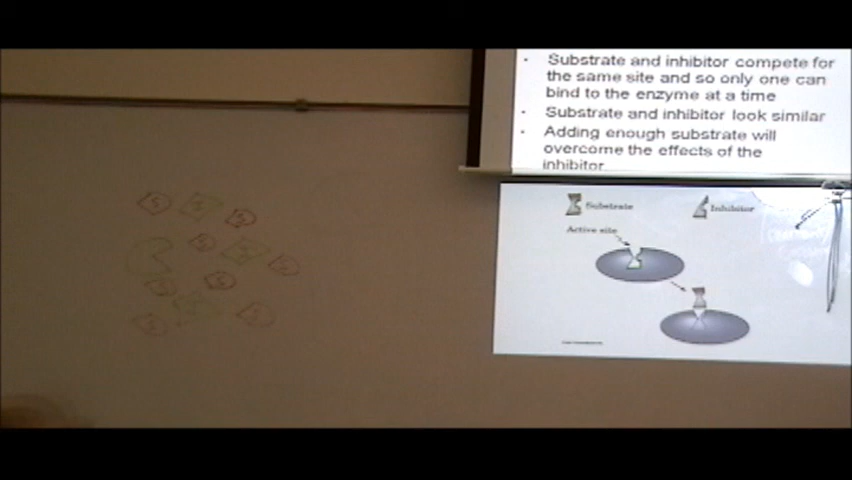 • Substrate and inhibitor compete for
the same site and so only one can
bind to the enzyme at a time
• Substrate and inhibitor look similar
• Adding enough substrate will
overcome the effects of the
inhibitor
Substrate
Inhibitor
Active site